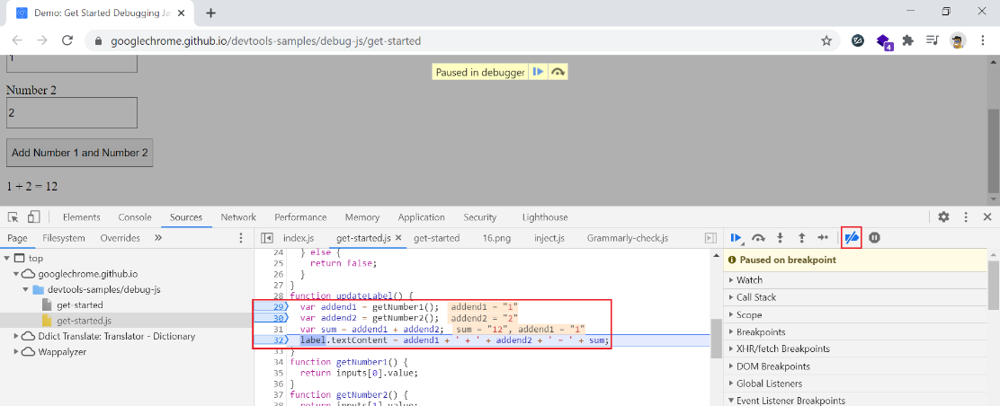 Demo: Get Started Debugging Ja
googlechrome.github.io/devtools-samples/debug-js/get-started
4
1
Paused in debugger
Number 2
2
Add Number 1 and Number 2
1 + 2 = 12
Elements Console Sources Network Performance Memory Application Security Lighthouse
Page Filesystem Overrides »
index.js get-started.js get-started 16.png inject.js Grammarly-check.js
top
googlechrome.github.io
devtools-samples/debug-js
get-started
get-started.js
Ddict Translate: Translator - Dictionary
Wappalyzer
24 } else {
25 return false;
26 }
27 }
28 function updateLabel() {
29 var addend1 = getNumber1(); addend1 = "1"
30 var addend2 = getNumber2(); addend2 = "2"
31 var sum = addend1 + addend2; sum = "12", addend1 = "1"
32 label.textContent = addend1 + ' + ' + addend2 + ' = ' + sum;
33 }
34 function getNumber1() {
35 return inputs[0].value;
36 }
37 function getNumber2() {
38 return inputs[1].value;
Paused on breakpoint
Watch
Call Stack
Scope
Breakpoints
XHR/fetch Breakpoints
DOM Breakpoints
Global Listeners
Event Listener Breakpoints